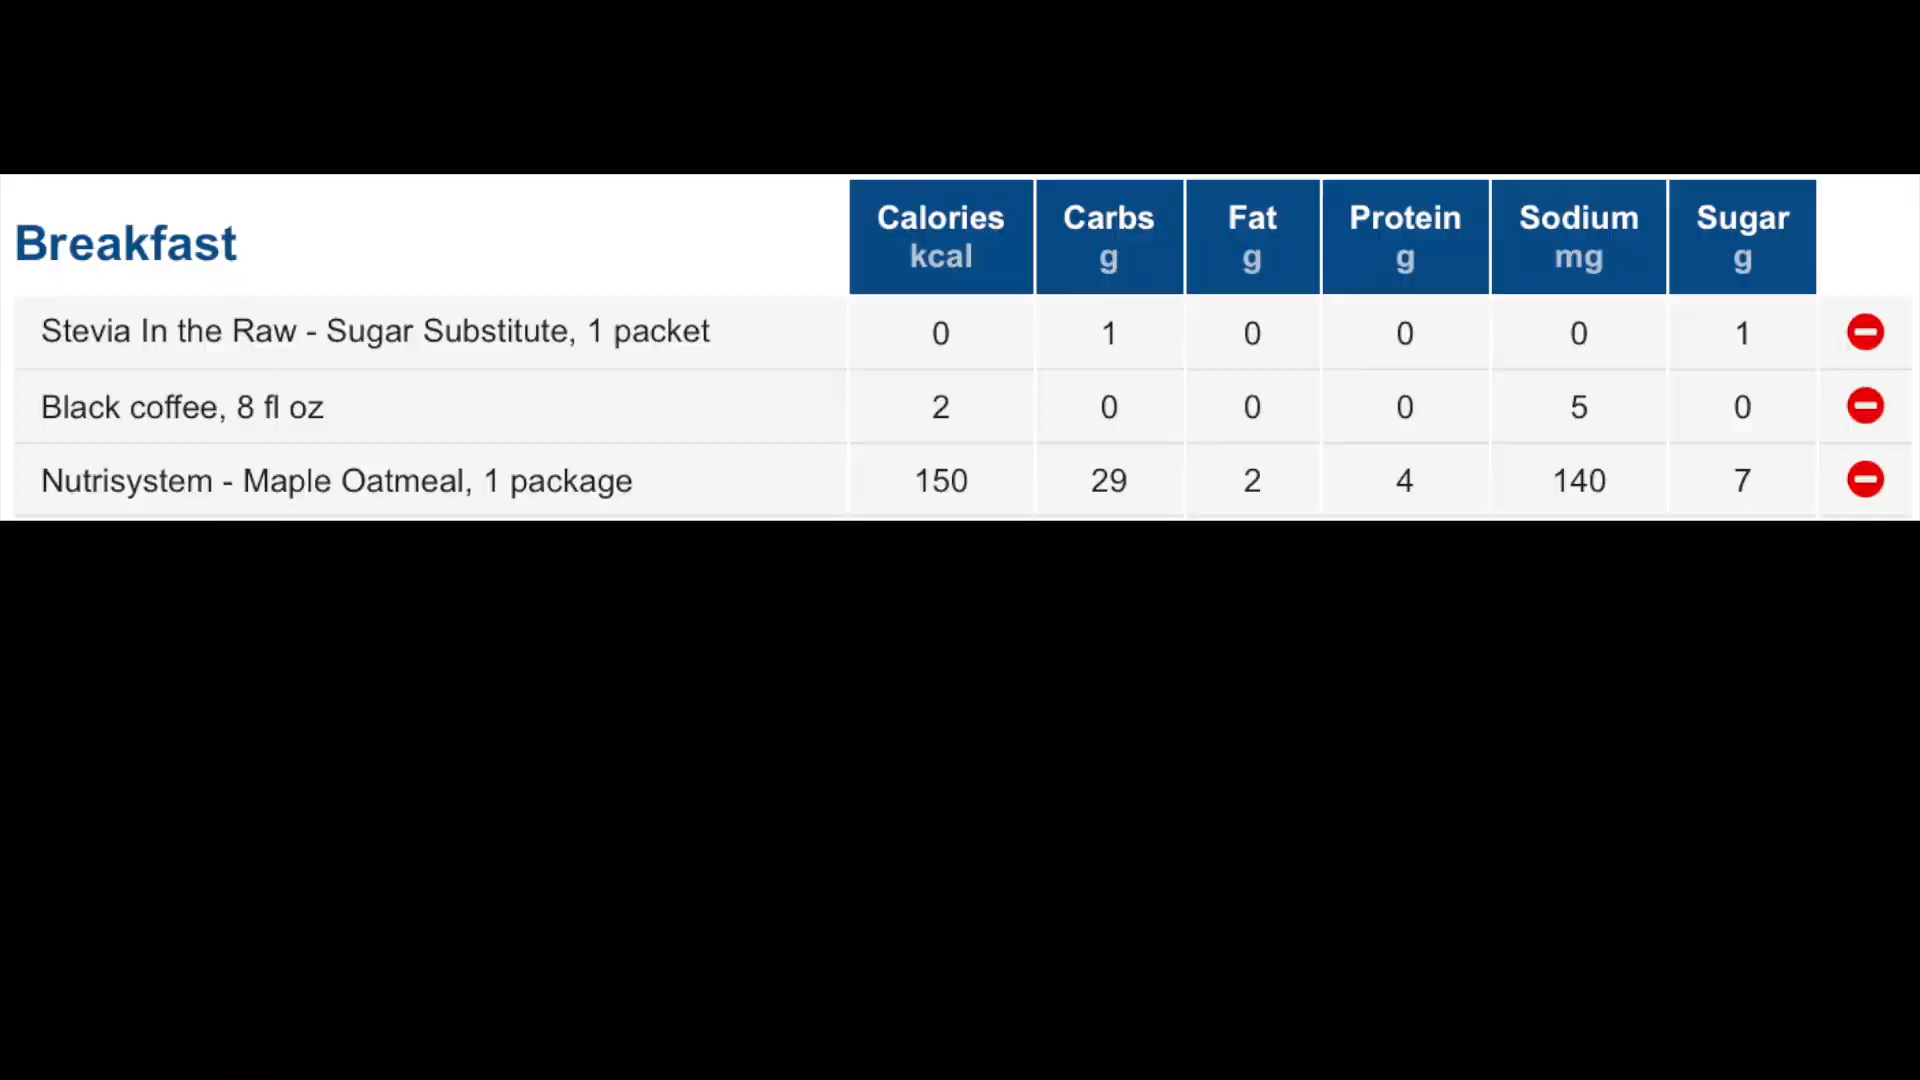 Breakfast Calories Carbs Fat Protein Sodium Sugar
kcal g g g mg g
Stevia In the Raw - Sugar Substitute, 1 packet 0 1 0 0 0 1
Black coffee, 8 fl oz 2 0 0 0 5 0
Nutrisystem - Maple Oatmeal, 1 package 150 29 2 4 140 7